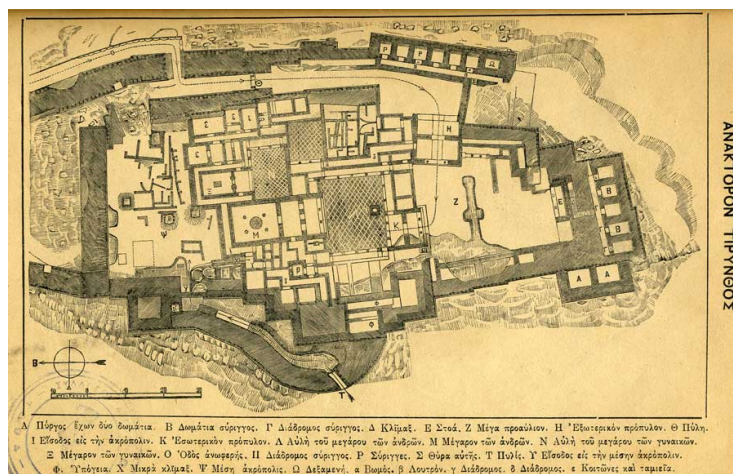 ΑΝΑΚΤΟΡΟΝ ΤΙΡΥΝΘΟΣ
Α Πύργος ἔχων δύο δωμάτια. Β Δωμάτια σύριγγος. Γ Διάδρομος σύριγγος. Δ Κλῖμαξ. Ε Στοά. Ζ Μέγα προαύλιον. Η Ἐξωτερικὸν πρόπυλον. Θ Πύλη.
Ι Εἴσοδος εἰς τὴν ἀκρόπολιν. Κ Ἐσωτερικὸν πρόπυλον. Λ Αὐλὴ τοῦ μεγάρου τῶν ἀνδρῶν. Μ Μέγαρον τῶν ἀνδρῶν. Ν Αὐλὴ τοῦ μεγάρου τῶν γυναικῶν.
Ξ Μέγαρον τῶν γυναικῶν. Ο Ὁδὸς ἀνωφερής. Π Διάδρομος αὐτῆς. Ρ Σύριγγες. Σ Θύρα αὐτῆς. Τ Πυλίς. Υ Εἴσοδος εἰς τὴν μέσην ἀκρόπολιν.
Φ. Ὑπόγεια. Χ Μικρὰ κλῖμαξ. Ψ Μέση ἀκρόπολις. Ω Δεξαμενή. α Βωμός. β Λουτρόν. γ Διάδρομος. δ Διάδρομος. ε Κοιτῶνες καὶ ταμιεῖα.